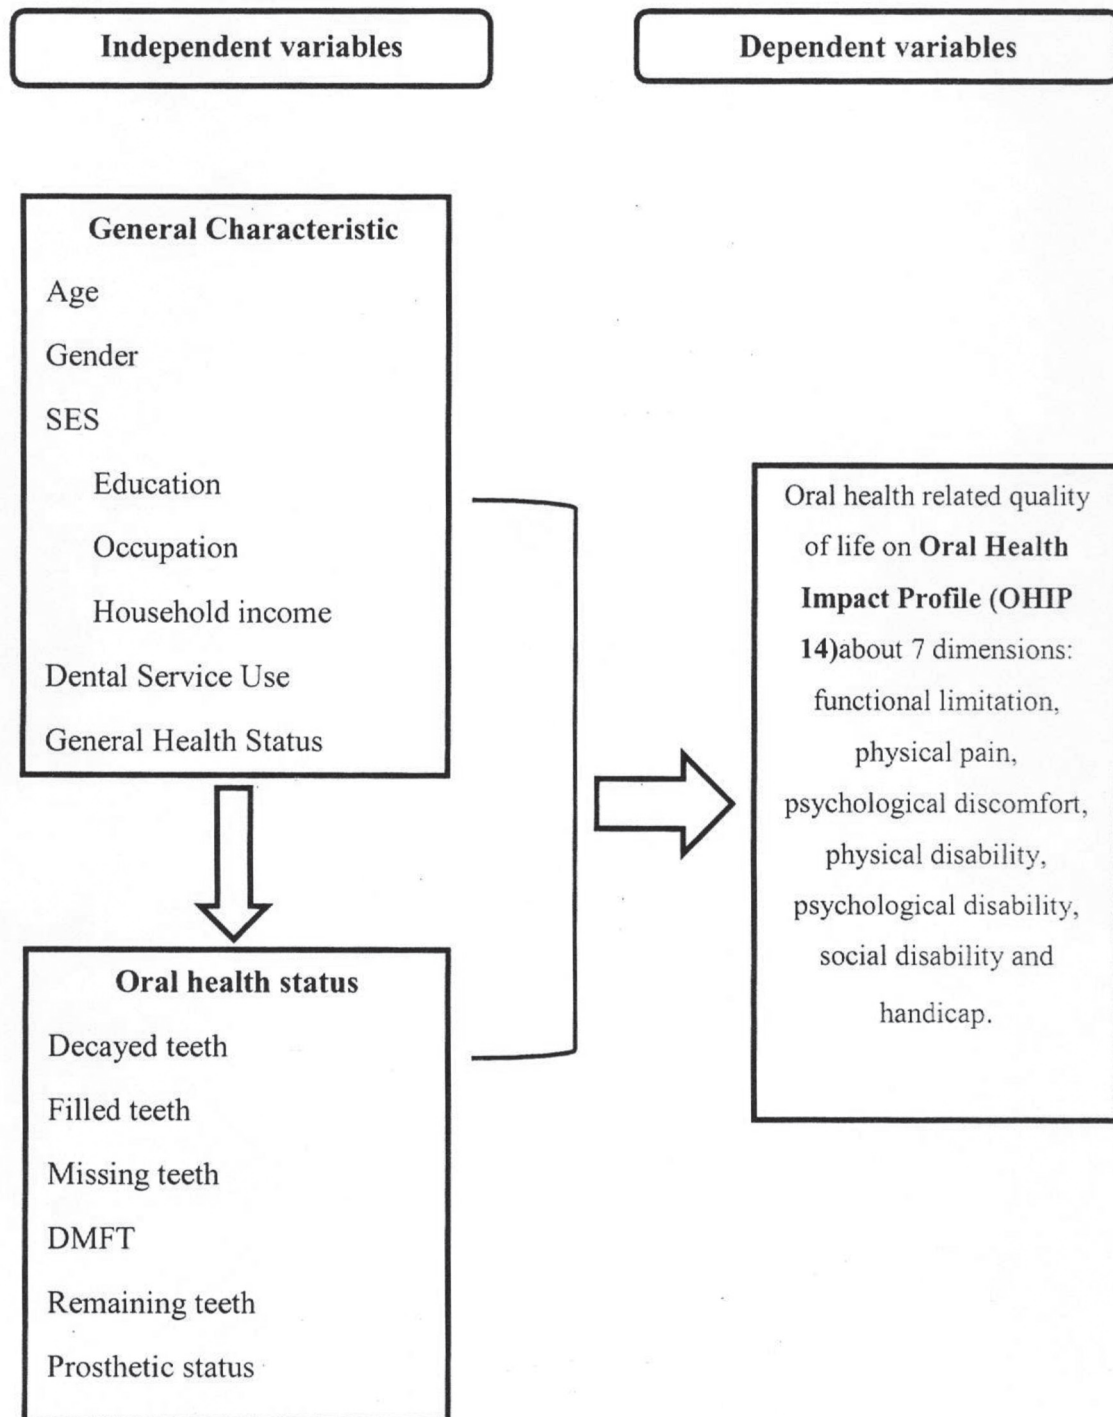 Independent variables
Dependent variables
General Characteristic
Age
Gender
SES
Education
Occupation
Household income
Dental Service Use
General Health Status
Oral health status
Decayed teeth
Filled teeth
Missing teeth
DMFT
Remaining teeth
Prosthetic status
Oral health related quality
of life on Oral Health
Impact Profile (OHIP
14)about 7 dimensions:
functional limitation,
physical pain,
psychological discomfort,
physical disability,
psychological disability,
social disability and
handicap.